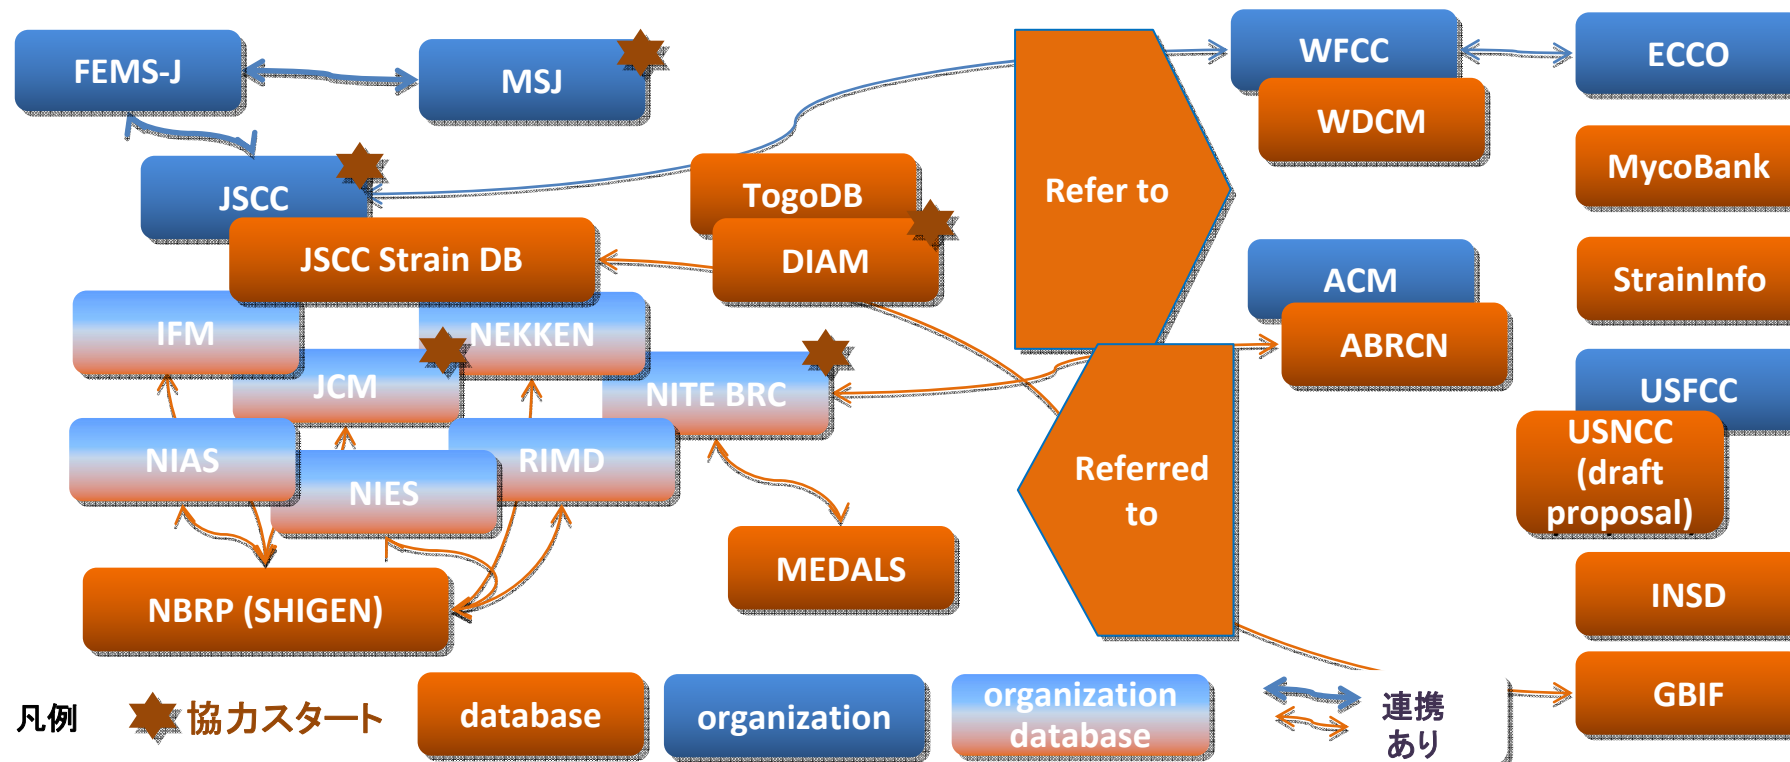 FEMS-J
MSJ
WFCC
ECCO
WDCM
MycoBank
JSCC
TogoDB
Refer to
JSCC Strain DB
DIAM
ACM
StrainInfo
IFM
NEKKEN
ABRCN
JCM
NITE BRC
USFCC
NIAS
NIES
RIMD
Referred
to
USNCC
(draft
proposal)
MEDALS
NBRP (SHIGEN)
INSD
GBIF
凡例
協力スタート
database
organization
organization
database
連携
あり